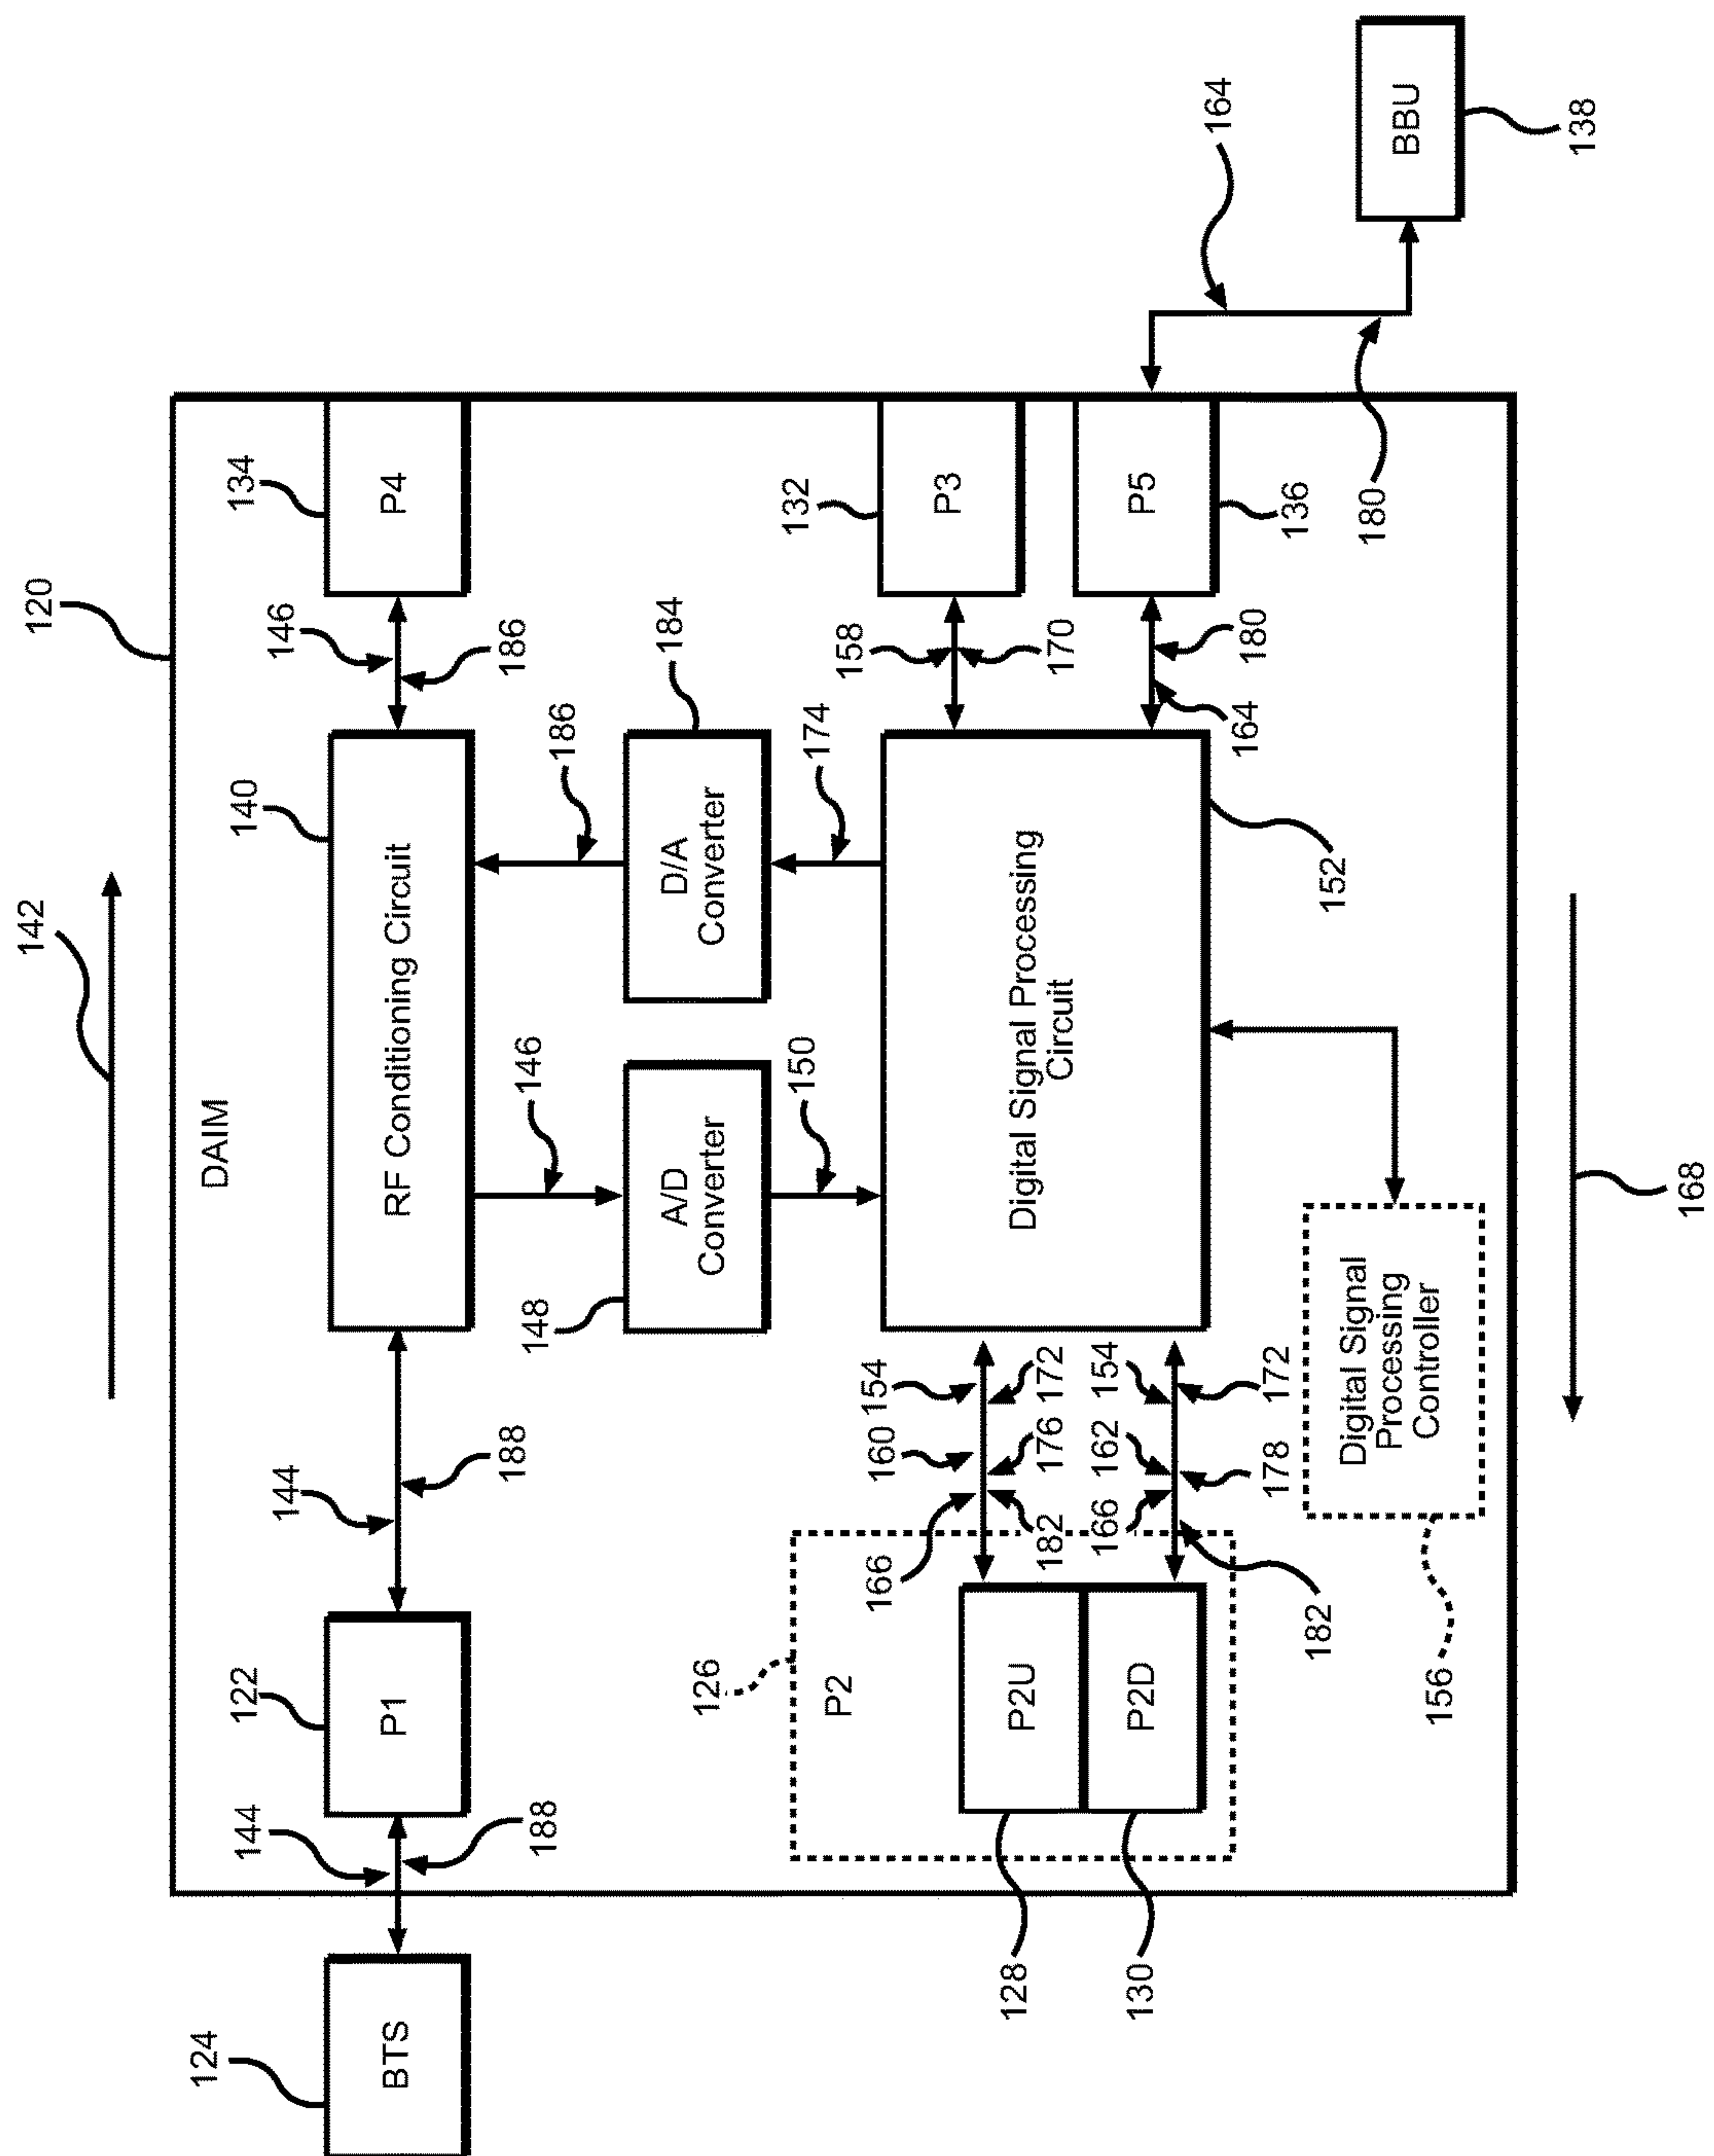 142
120
DAIM
124
BTS
144
188
122
P1
144
188
140
RF Conditioning Circuit
146
186
134
P4
148
A/D
Converter
146
150
D/A
Converter
184
186
174
126
P2
128
P2U
130
P2D
166
160
154
182
176
172
166
162
154
182
178
172
Digital Signal Processing
Circuit
152
158
170
132
P3
164
180
P5
136
164
180
BBU
138
Digital Signal
Processing
Controller
156
168